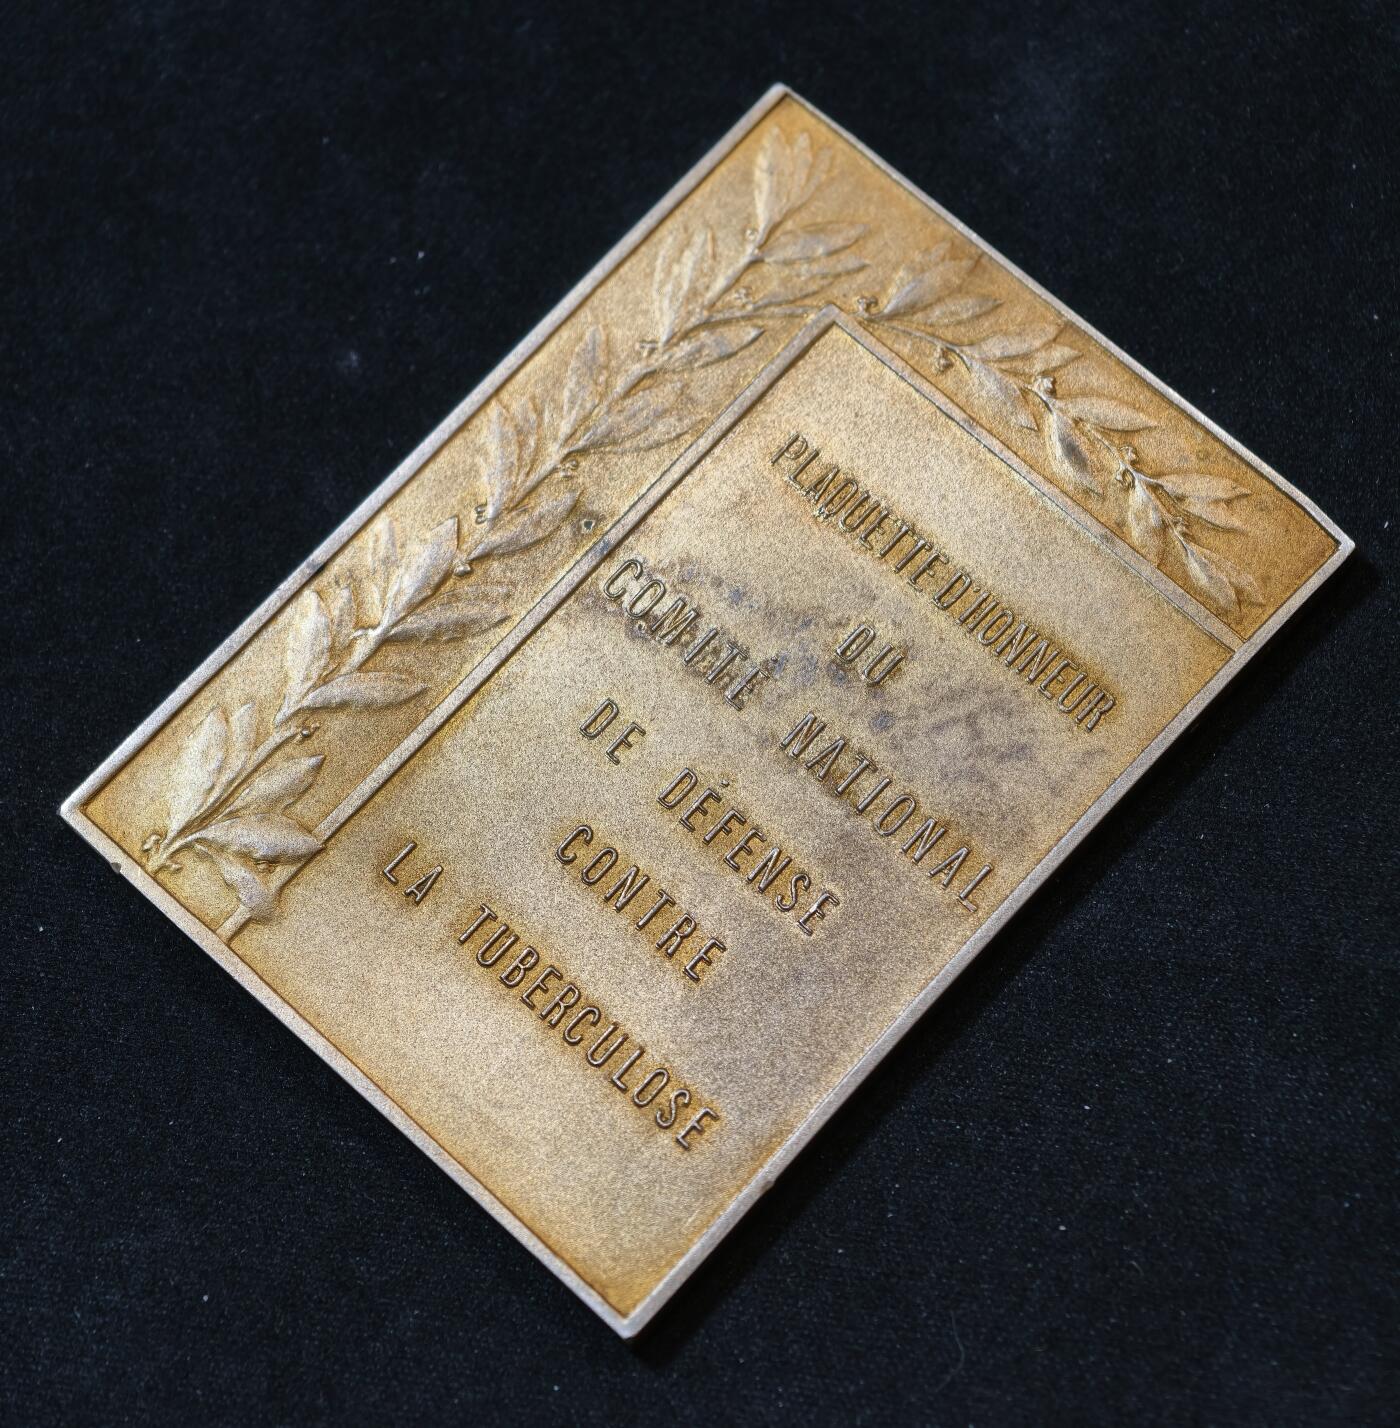 PLAQUETTE D'HONNEUR
DU
COMITÉ NATIONAL
DE DÉFENSE
CONTRE
LA TUBERCULOSE